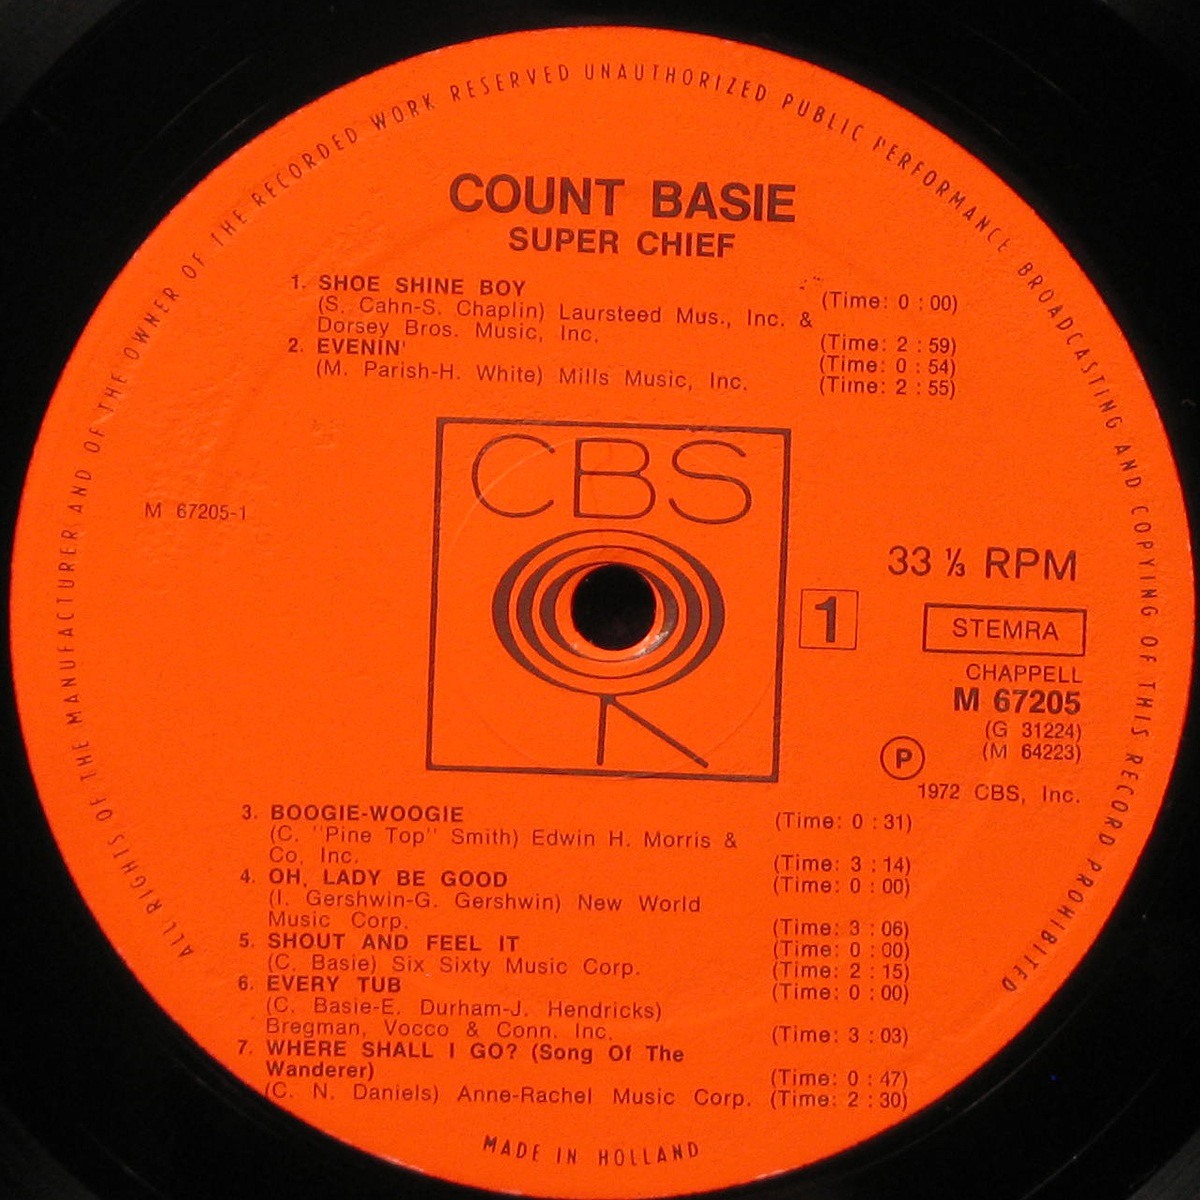 ALL RIGHTS OF THE MANUFACTURER AND OF THE OWNER OF THE RECORDED WORK RESERVED UNAUTHORIZED PUBLIC PERFORMANCE BROADCASTING AND COPYING OF THIS RECORD PROHIBITED
COUNT BASIE
SUPER CHIEF
1. SHOE SHINE BOY (Time: 0 : 00)
(S. Cahn-S. Chaplin) Laursteed Mus., Inc. &
Dorsey Bros. Music, Inc. (Time: 2 : 59)
2. EVENIN' (Time: 0 : 54)
(M. Parish-H. White) Mills Music, Inc. (Time: 2 : 55)
CBS
M 67205-1
33 ⅓ RPM
1
STEMRA
CHAPPELL
M 67205
(G 31224)
(M 64223)
P
1972 CBS, Inc.
3. BOOGIE-WOOGIE (Time: 0 : 31)
(C. "Pine Top" Smith) Edwin H. Morris &
Co, Inc. (Time: 3 : 14)
4. OH, LADY BE GOOD (Time: 0 : 00)
(I. Gershwin-G. Gershwin) New World
Music Corp. (Time: 3 : 06)
5. SHOUT AND FEEL IT (Time: 0 : 00)
(C. Basie) Six Sixty Music Corp. (Time: 2 : 15)
6. EVERY TUB (Time: 0 : 00)
(C. Basie-E. Durham-J. Hendricks)
Bregman, Vocco & Conn. Inc. (Time: 3 : 03)
7. WHERE SHALL I GO? (Song Of The
Wanderer) (Time: 0 : 47)
(C. N. Daniels) Anne-Rachel Music Corp. (Time: 2 : 30)
MADE IN HOLLAND